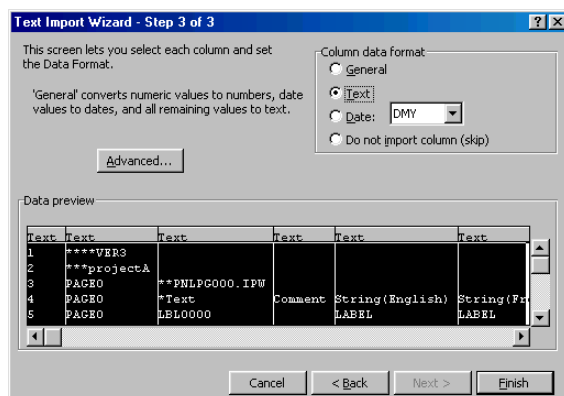 Text Import Wizard - Step 3 of 3
This screen lets you select each column and set
the Data Format.
'General' converts numeric values to numbers, date
values to dates, and all remaining values to text.
Advanced...
Column data format
General
Text
Date: DMY
Do not import column (skip)
Data preview
Text Text Text Text Text Text
1 ****VER3
2 ***projectA
3 PAGE0 **PNLPG000.IPW
4 PAGE0 *Text Comment String(English) String(Fr
5 PAGE0 LBL0000 LABEL LABEL
Cancel < Back Next > Finish